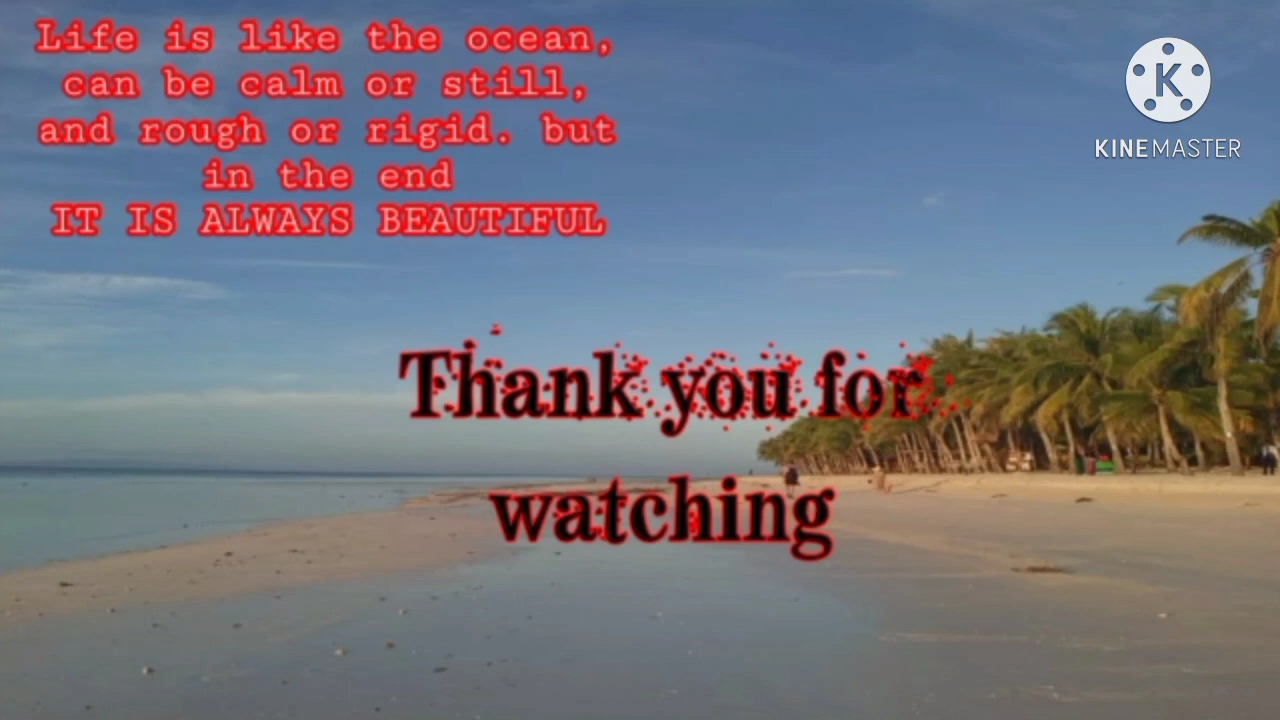 Life is like the ocean,
can be calm or still,
and rough or rigid. but
in the end
IT IS ALWAYS BEAUTIFUL
K
KINEMASTER
Thank you for
watching